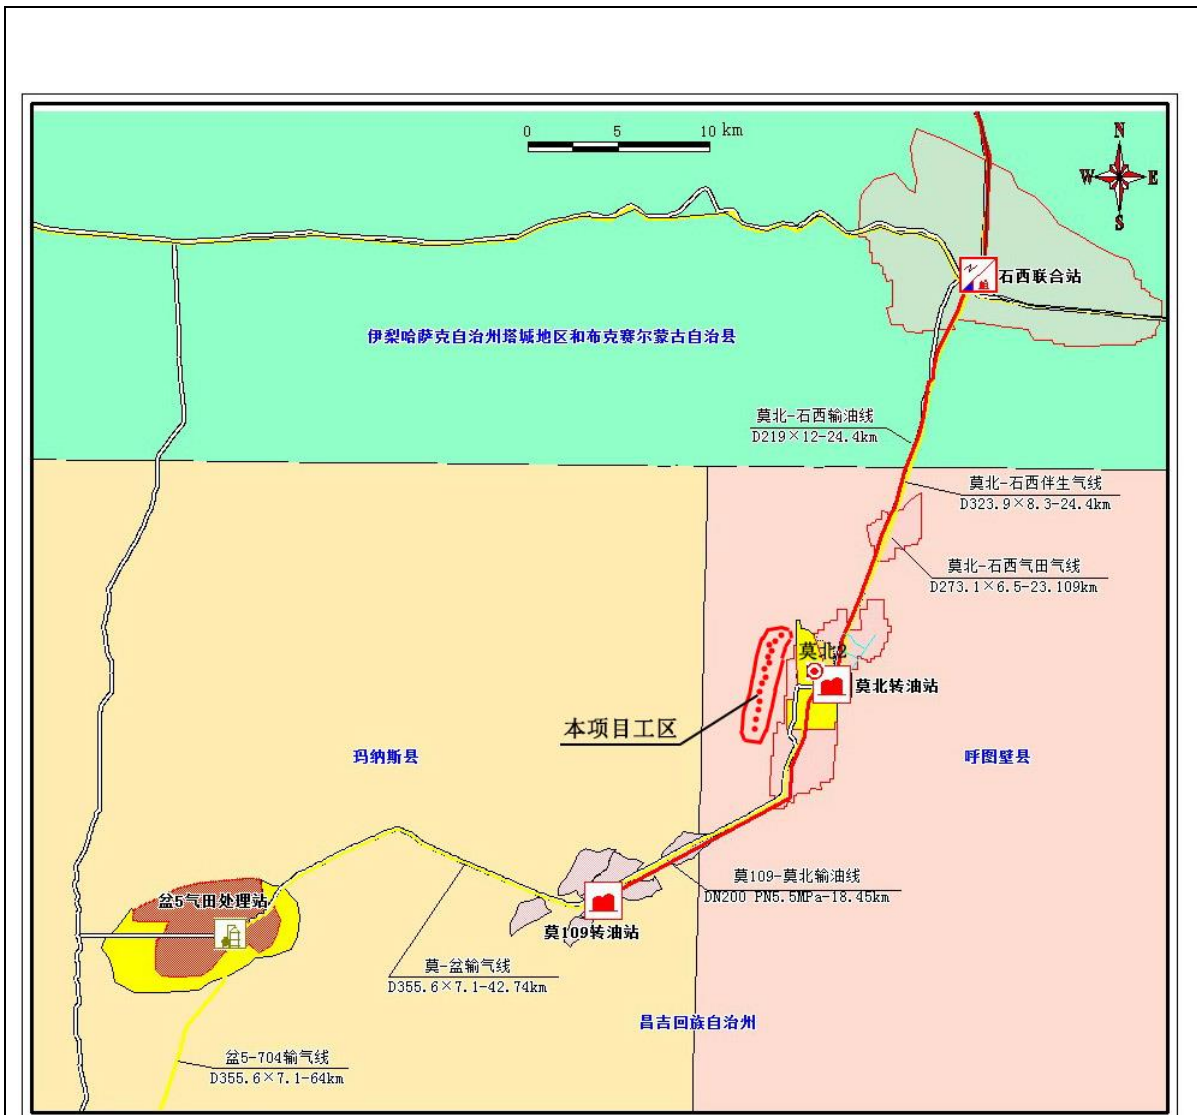 0 5 10 km
N
W E
S
石西联合站
伊梨哈萨克自治州塔城地区和布克赛尔蒙古自治县
莫北-石西输油线
D219×12-24.4km
莫北-石西伴生气线
D323.9×8.3-24.4km
莫北-石西气田气线
D273.1×6.5-23.109km
莫北2
莫北转油站
本项目工区
玛纳斯县
呼图壁县
莫109-莫北输油线
DN200 PN5.5MPa-18.45km
盆5气田处理站
莫109转油站
莫-盆输气线
D355.6×7.1-42.74km
昌吉回族自治州
盆5-704输气线
D355.6×7.1-64km